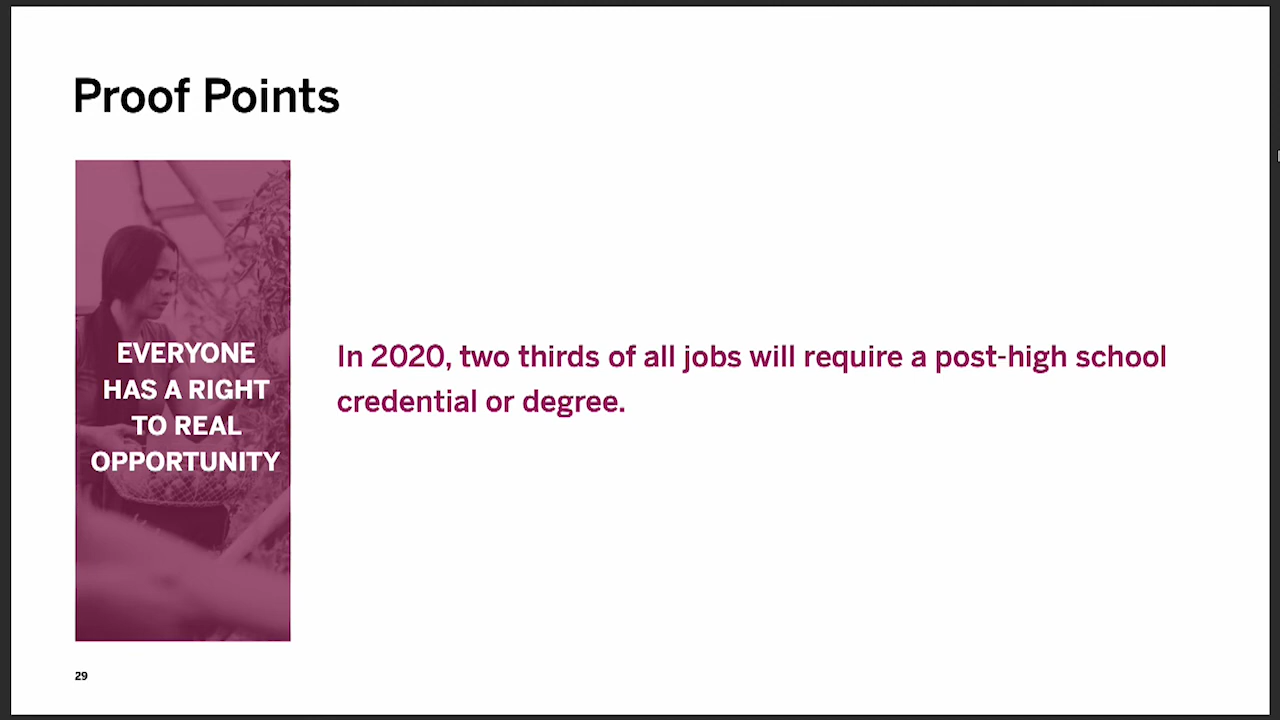 Proof Points
EVERYONE
HAS A RIGHT
TO REAL
OPPORTUNITY
In 2020, two thirds of all jobs will require a post-high school
credential or degree.
29